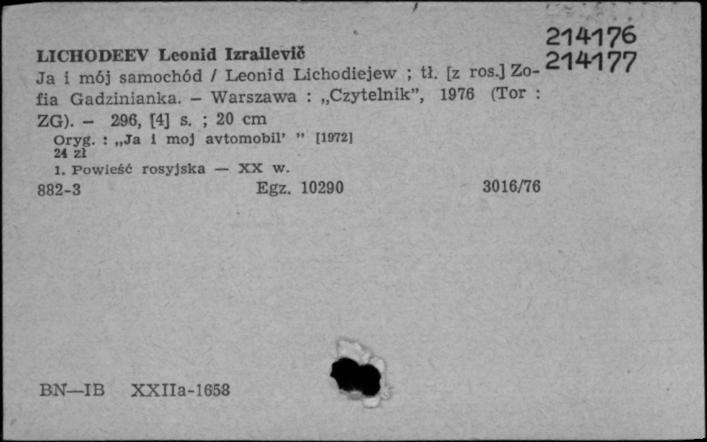 214176
214177
LICHODEEV Leonid Izrailevič
Ja i mój samochód / Leonid Lichodiejew ; tł. [z ros.] Zo-
fia Gadzinianka. — Warszawa : „Czytelnik”, 1976 (Tor :
ZG). — 296, [4] s. ; 20 cm
Oryg. : „Ja i moj avtomobil’ ” [1972]
24 zł
1. Powieść rosyjska — XX w.
882-3 Egz. 10290 3016/76
BN—IB XXIIa-1658